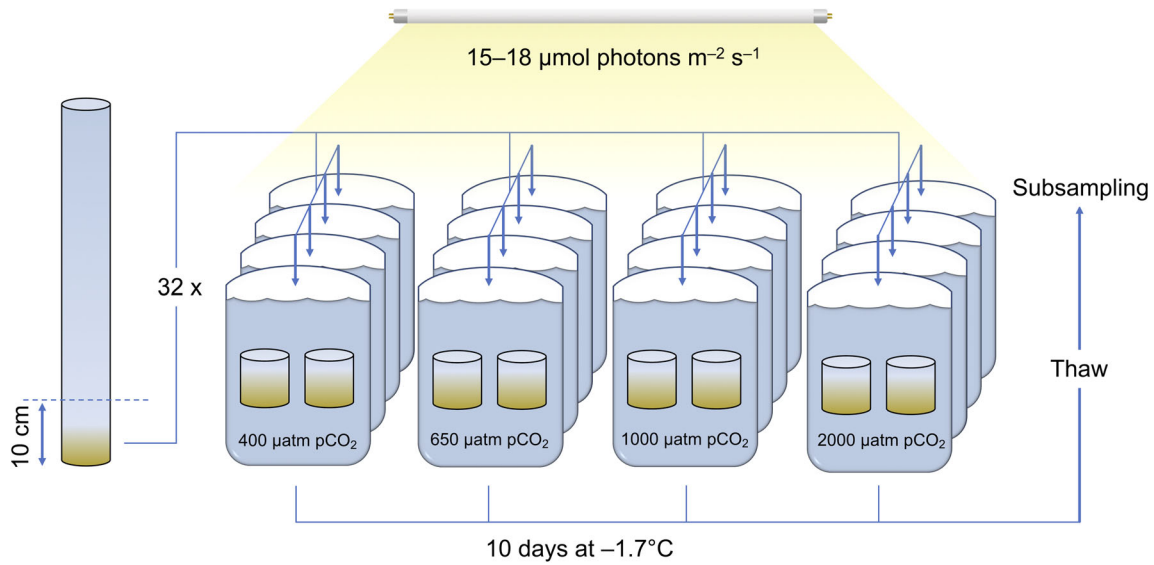 15–18 µmol photons m⁻² s⁻¹
Subsampling
32 x
Thaw
10 cm
400 µatm pCO₂
650 µatm pCO₂
1000 µatm pCO₂
2000 µatm pCO₂
10 days at –1.7°C